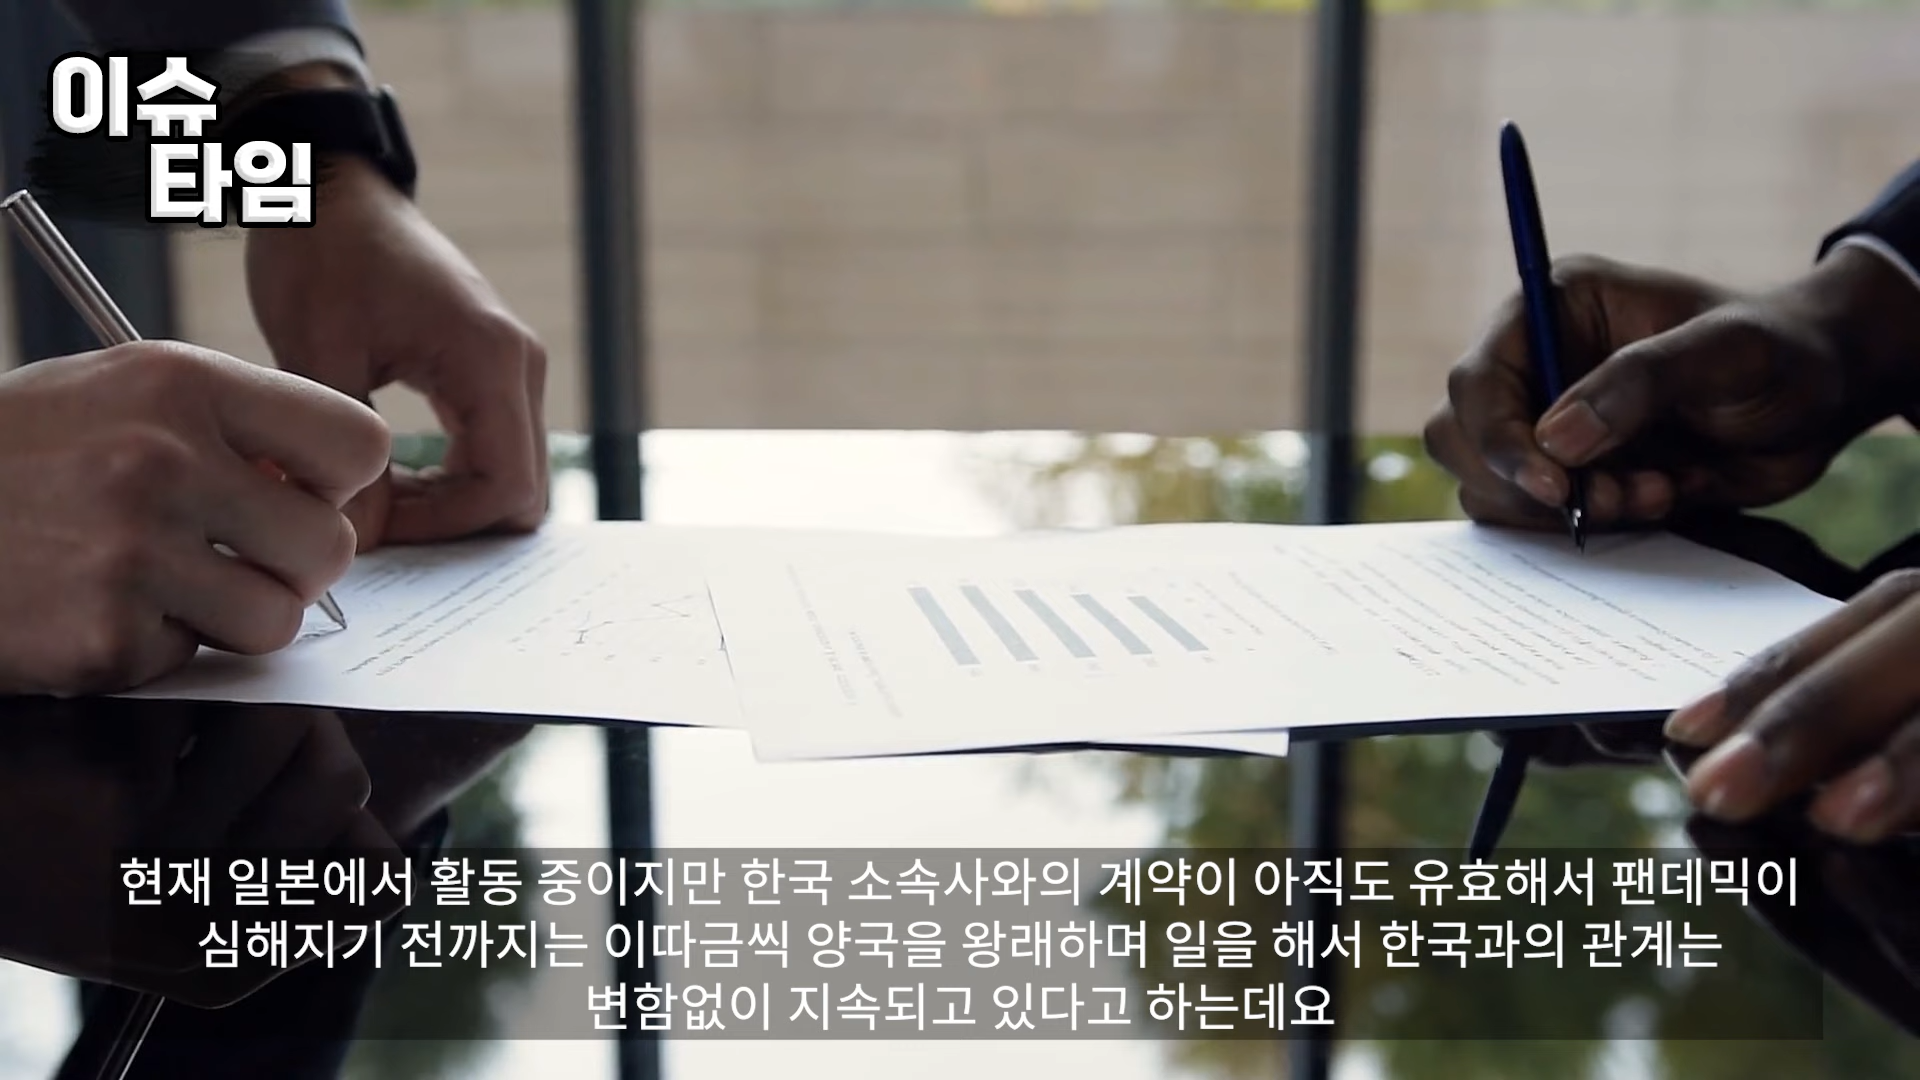 이슈
타임
현재 일본에서 활동 중이지만 한국 소속사와의 계약이 아직도 유효해서 팬데믹이
심해지기 전까지는 이따금씩 양국을 왕래하며 일을 해서 한국과의 관계는
변함없이 지속되고 있다고 하는데요